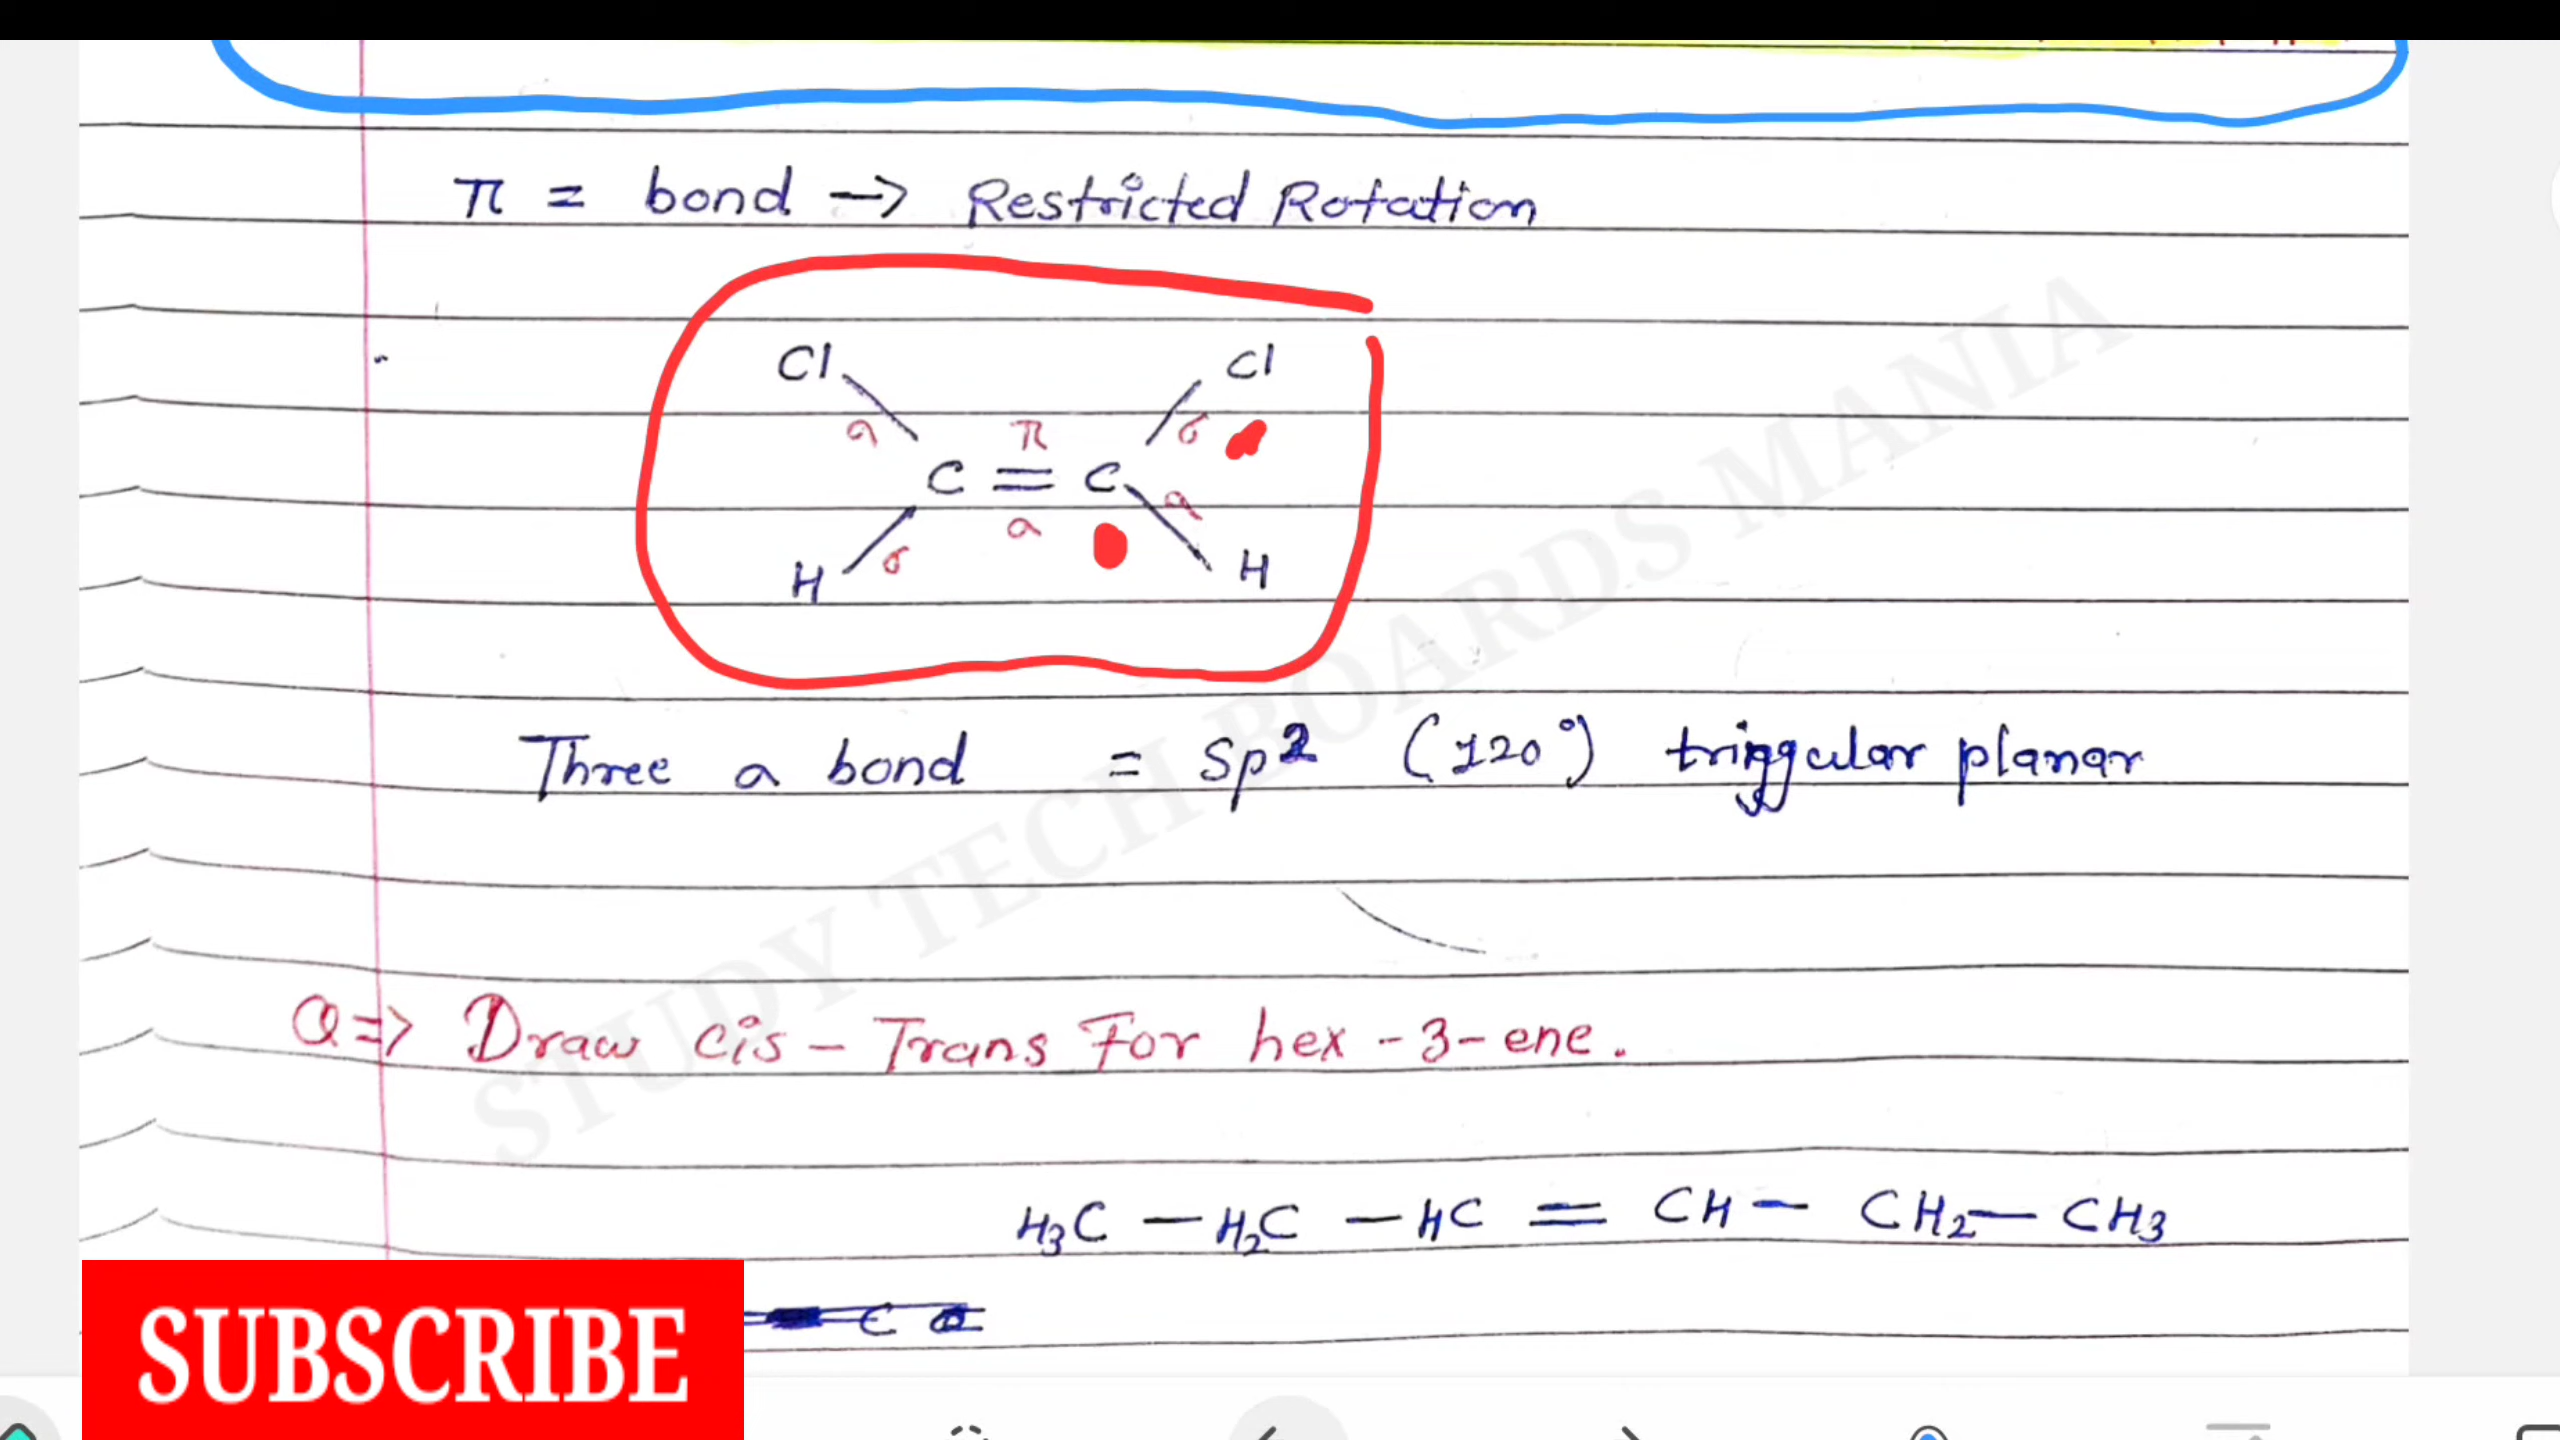 π = bond → Restricted Rotation
Cl Cl
σ π σ
C = C
σ σ
H σ H
Three σ bond = Sp2 (120°) triggular planar
Q=> Draw cis - Trans For hex - 3 - ene.
H3C — H2C — HC = CH — CH2 — CH3
SUBSCRIBE
STUDY TECH BOARDS MANIA